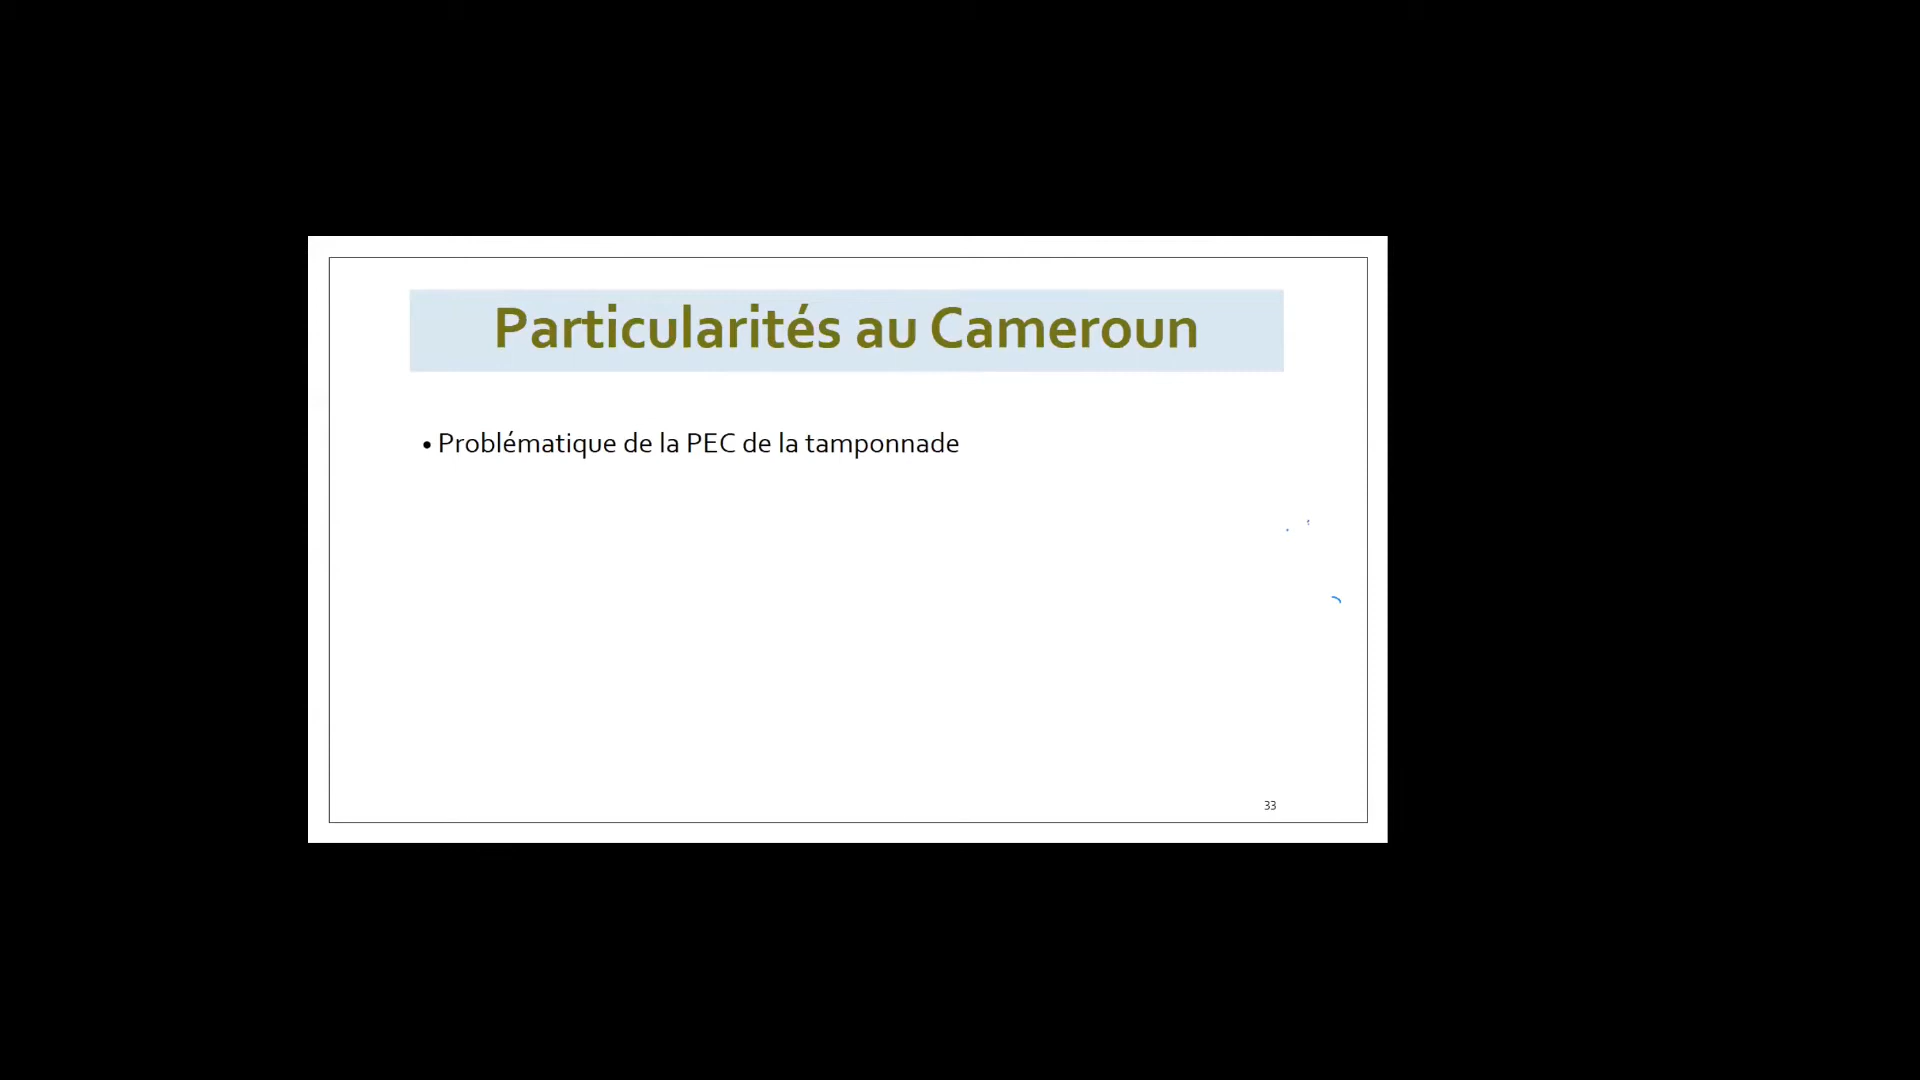 Particularités au Cameroun
• Problématique de la PEC de la tamponnade
33